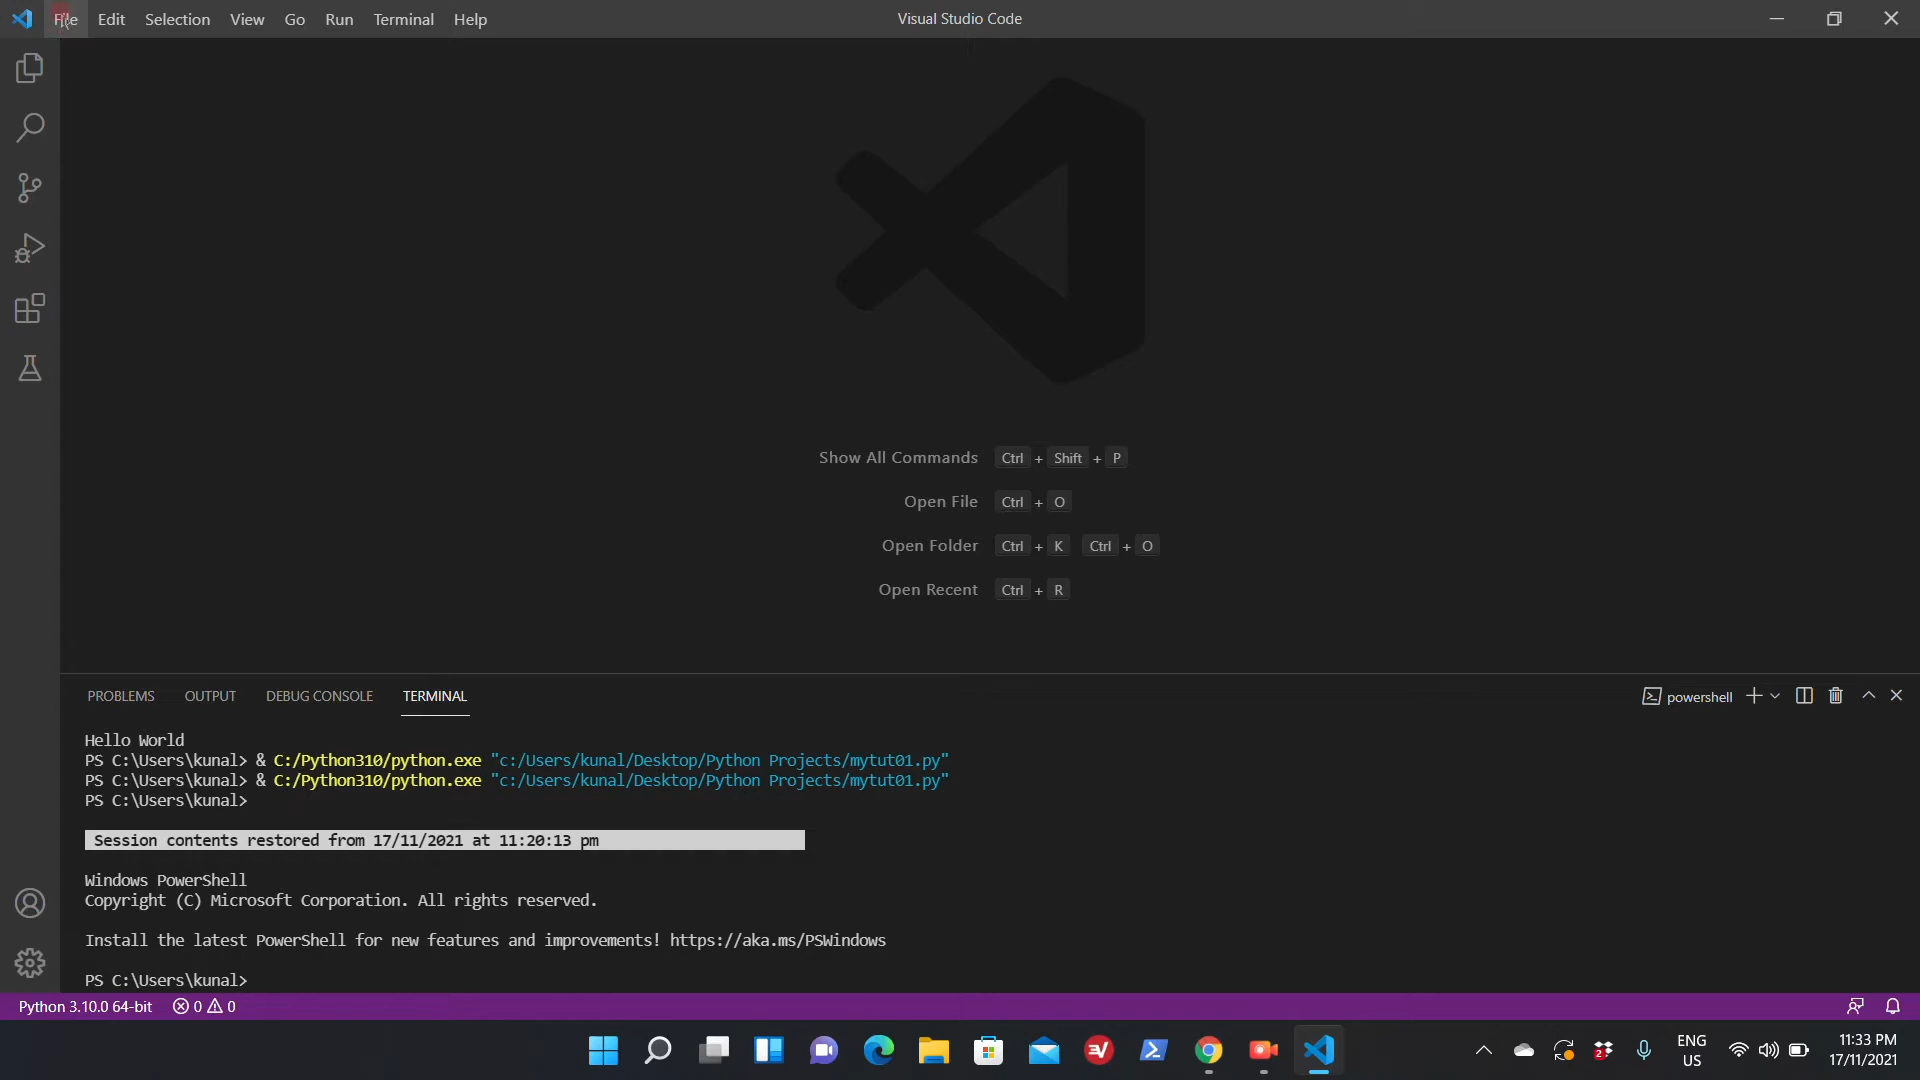 File Edit Selection View Go Run Terminal Help
Visual Studio Code
Show All Commands Ctrl + Shift + P
Open File Ctrl + O
Open Folder Ctrl + K Ctrl + O
Open Recent Ctrl + R
PROBLEMS OUTPUT DEBUG CONSOLE TERMINAL
powershell
Hello World
PS C:\Users\kunal> & C:/Python310/python.exe "c:/Users/kunal/Desktop/Python Projects/mytut01.py"
PS C:\Users\kunal> & C:/Python310/python.exe "c:/Users/kunal/Desktop/Python Projects/mytut01.py"
PS C:\Users\kunal>
Session contents restored from 17/11/2021 at 11:20:13 pm
Windows PowerShell
Copyright (C) Microsoft Corporation. All rights reserved.
Install the latest PowerShell for new features and improvements! https://aka.ms/PSWindows
PS C:\Users\kunal>
Python 3.10.0 64-bit 0 0
2
ENG
US
11:33 PM
17/11/2021